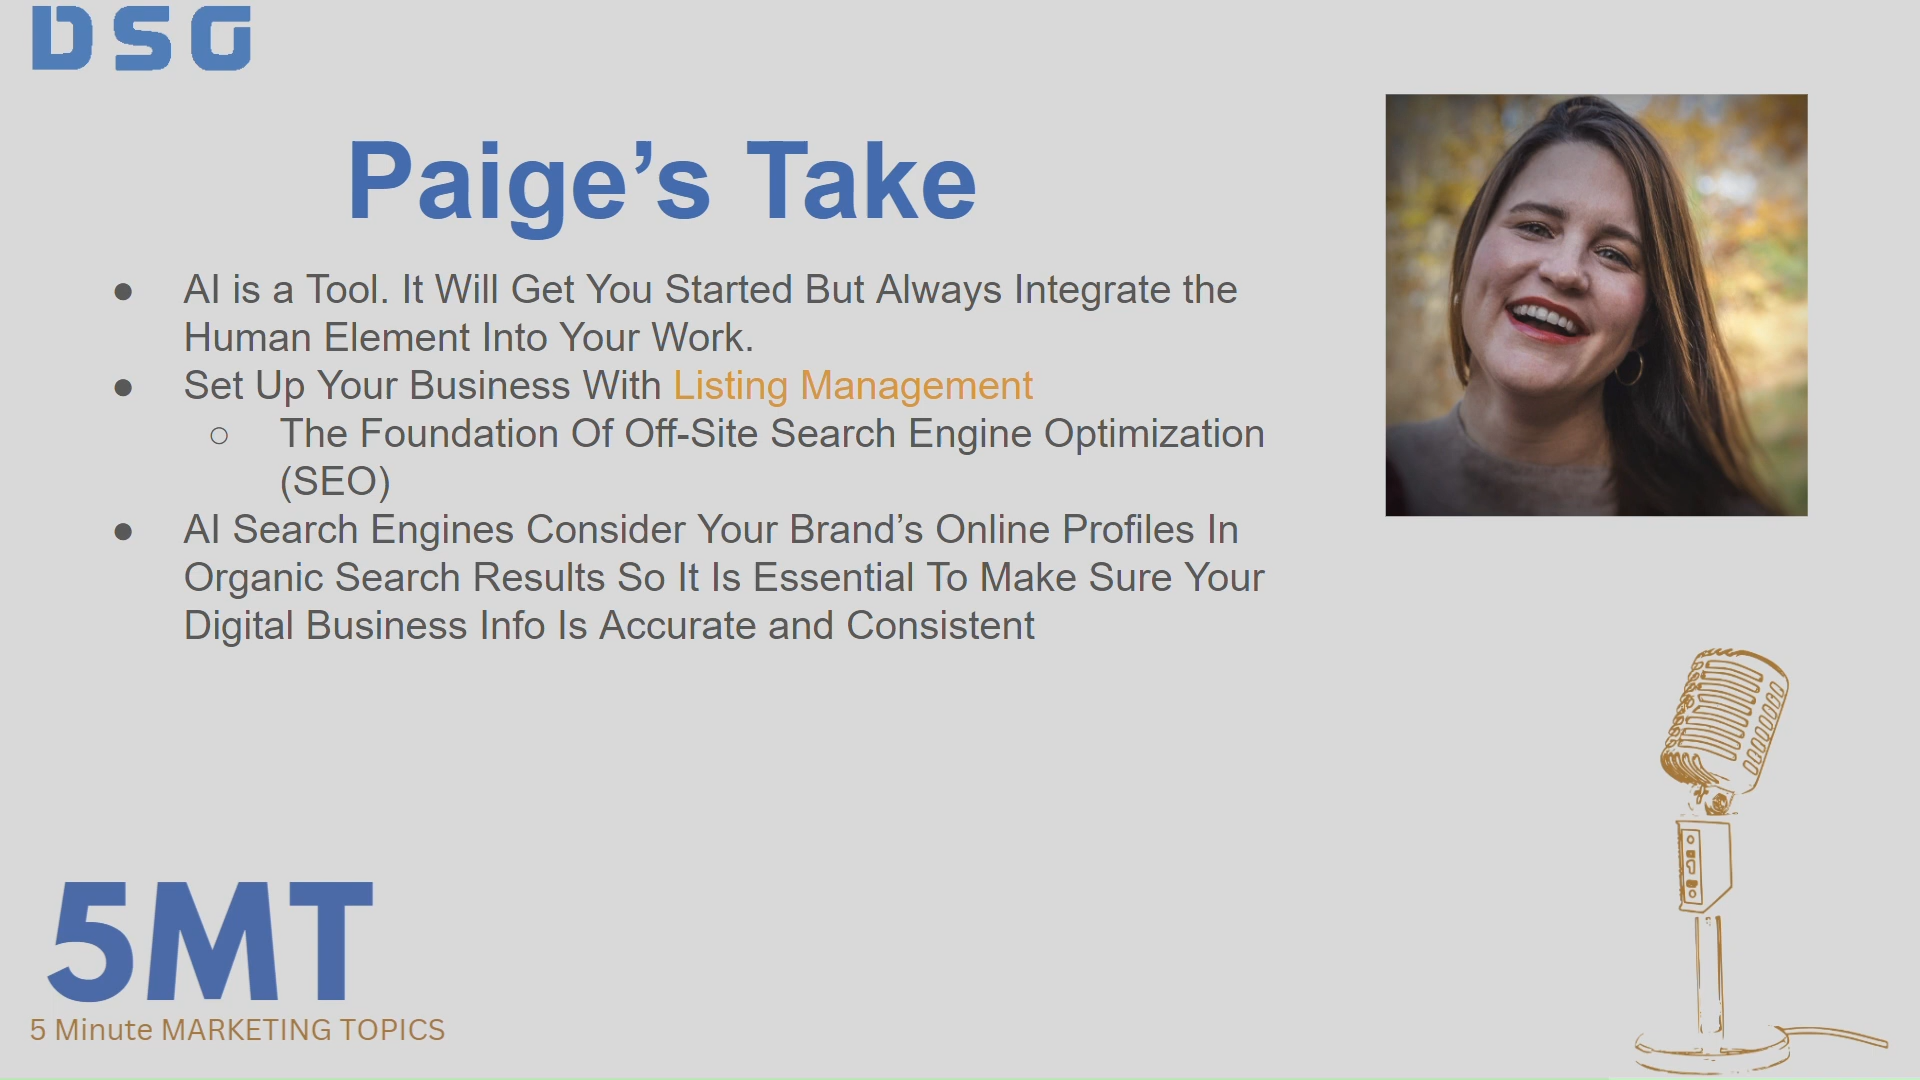 DSG
Paige’s Take
● AI is a Tool. It Will Get You Started But Always Integrate the
Human Element Into Your Work.
● Set Up Your Business With Listing Management
○ The Foundation Of Off-Site Search Engine Optimization
(SEO)
● AI Search Engines Consider Your Brand’s Online Profiles In
Organic Search Results So It Is Essential To Make Sure Your
Digital Business Info Is Accurate and Consistent
5MT
5 Minute MARKETING TOPICS